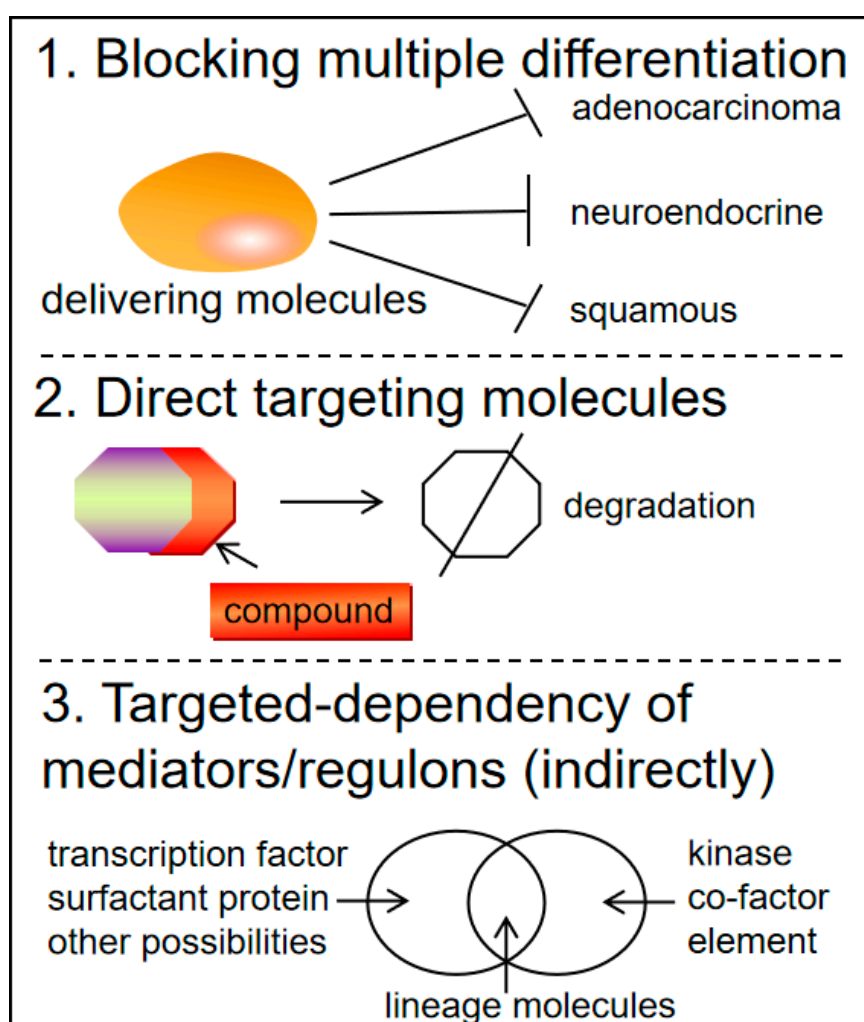 1. Blocking multiple differentiation
adenocarcinoma
neuroendocrine
squamous
delivering molecules
2. Direct targeting molecules
degradation
compound
3. Targeted-dependency of
mediators/regulons (indirectly)
transcription factor
surfactant protein
other possibilities
kinase
co-factor
element
lineage molecules